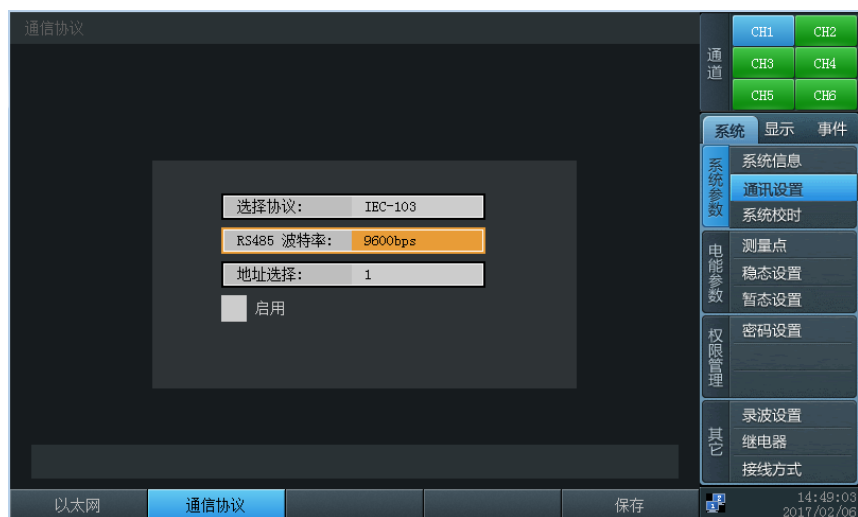 通信协议
选择协议: IEC-103
RS485 波特率: 9600bps
地址选择: 1
启用
以太网 通信协议 保存
通道
CH1 CH2
CH3 CH4
CH5 CH6
系统 显示 事件
系统参数
系统信息
通讯设置
系统校时
电能参数
测量点
稳态设置
暂态设置
权限管理
密码设置
其它
录波设置
继电器
接线方式
14:49:03
2017/02/06